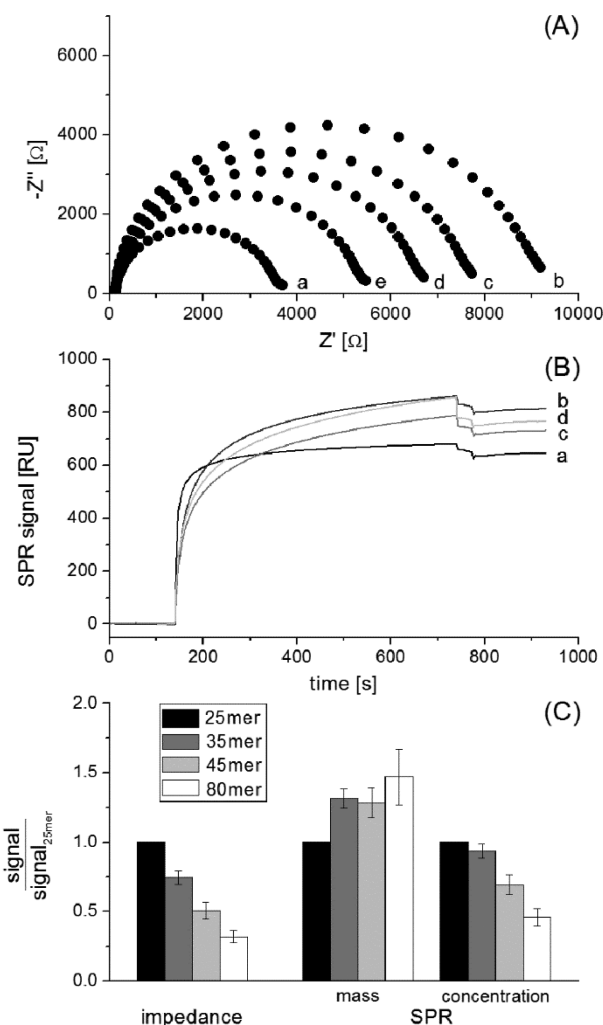 (A)
6000
4000
2000
0
-Z'' [Ω]
a e d c b
0 2000 4000 6000 8000 10000
Z' [Ω]
(B)
1000
800
600
400
200
0
SPR signal [RU]
b
d
c
a
0 200 400 600 800 1000
time [s]
(C)
2.0
1.5
1.0
0.5
0.0
signal
signal25mer
25mer
35mer
45mer
80mer
mass concentration
impedance SPR